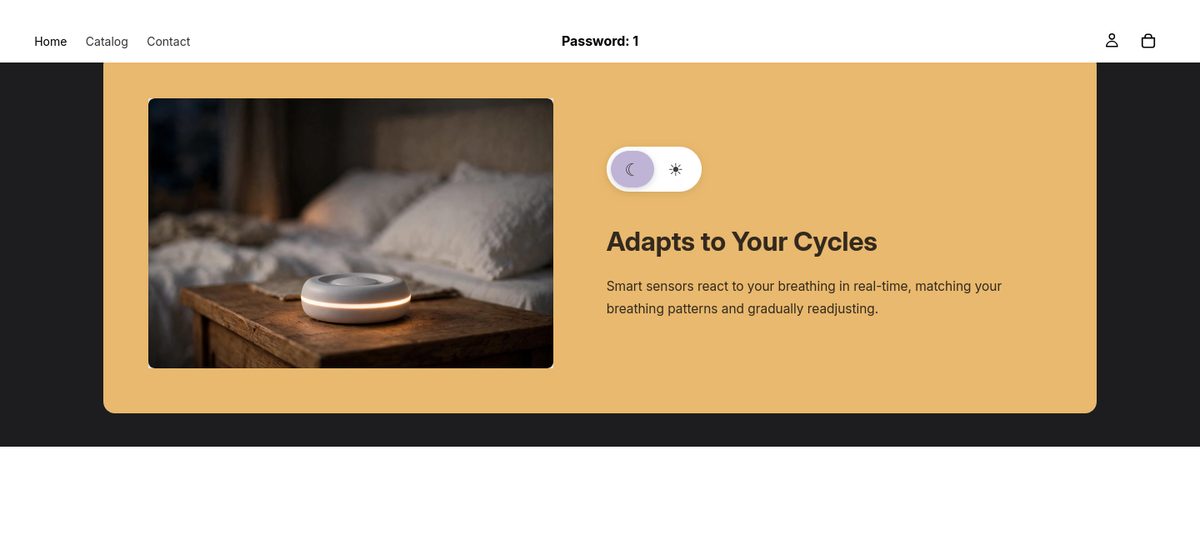 Home Catalog Contact Password: 1
Adapts to Your Cycles
Smart sensors react to your breathing in real-time, matching your
breathing patterns and gradually readjusting.